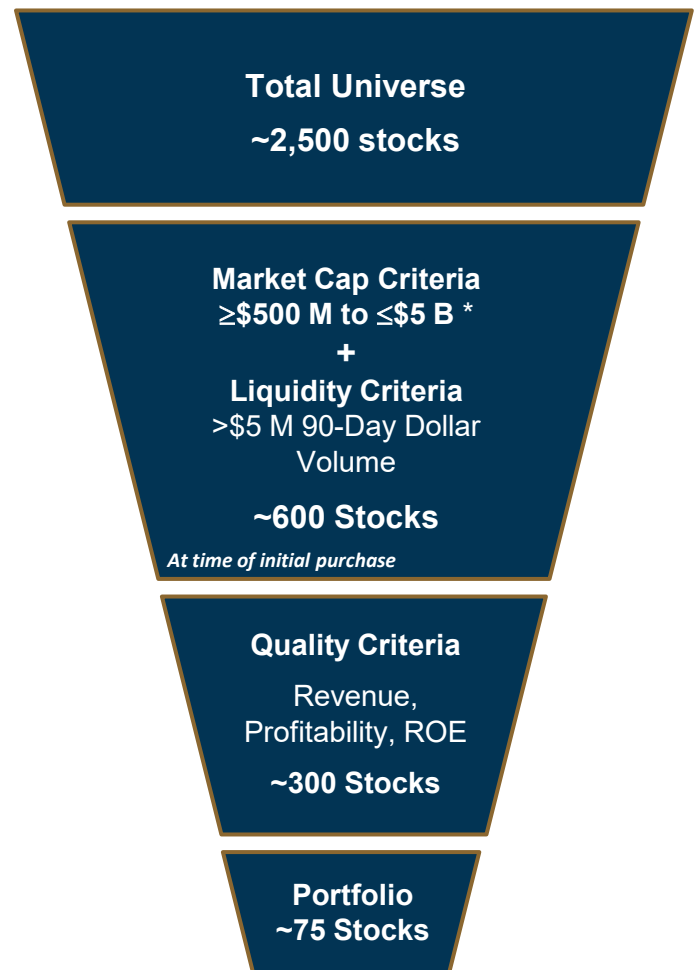 Total Universe
~2,500 stocks
Market Cap Criteria
≥$500 M to ≤$5 B *
+
Liquidity Criteria
>$5 M 90-Day Dollar
Volume
~600 Stocks
At time of initial purchase
Quality Criteria
Revenue,
Profitability, ROE
~300 Stocks
Portfolio
~75 Stocks